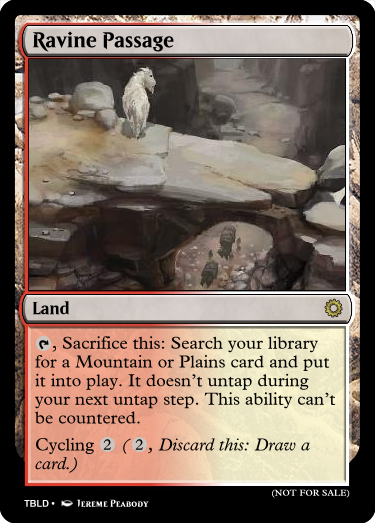 Ravine Passage
Land
, Sacrifice this: Search your library
for a Mountain or Plains card and put
it into play. It doesn't untap during
your next untap step. This ability can't
be countered.
Cycling 2 ( 2 , Discard this: Draw a
card.)
(NOT FOR SALE)
TBLD • Jereme Peabody